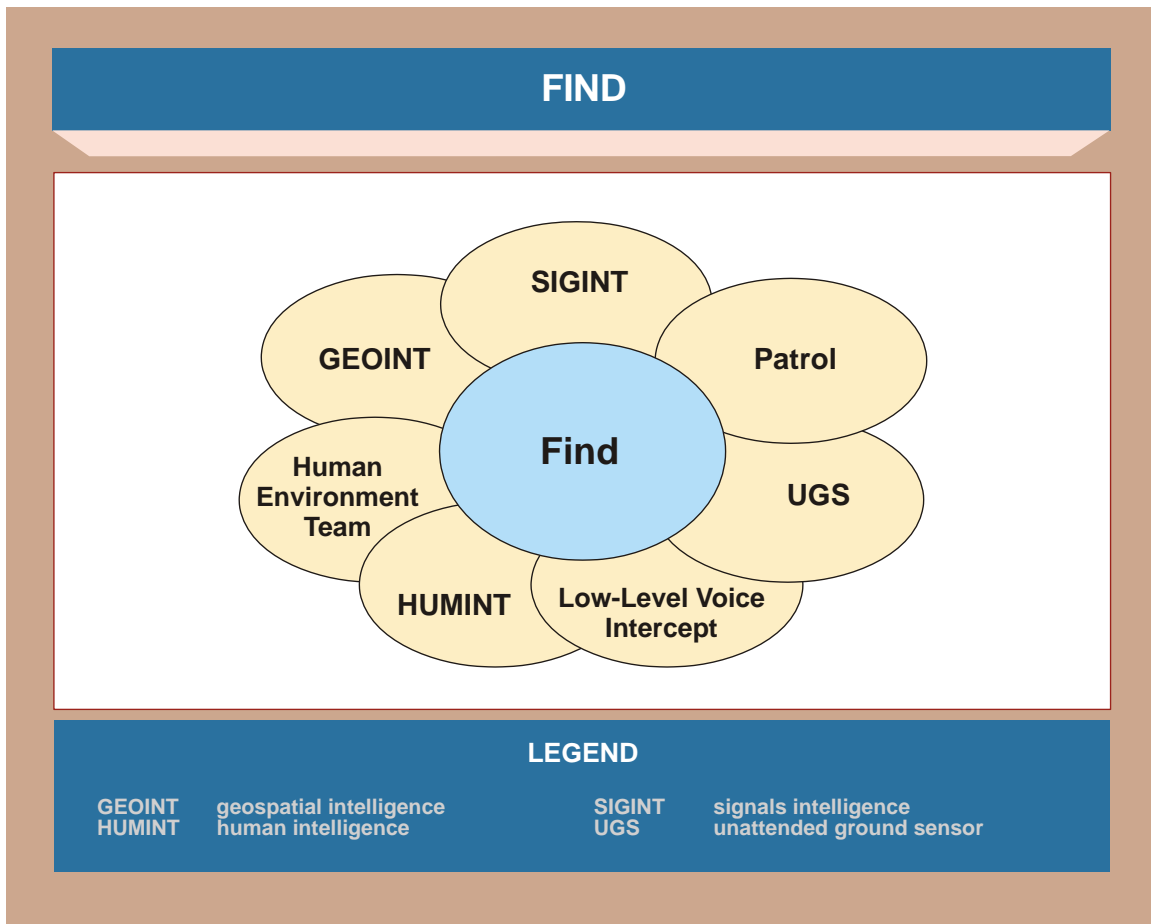 FIND
SIGINT
GEOINT
Patrol
Find
Human
Environment
Team
UGS
HUMINT
Low-Level Voice
Intercept
LEGEND
GEOINT geospatial intelligence
HUMINT human intelligence
SIGINT signals intelligence
UGS unattended ground sensor